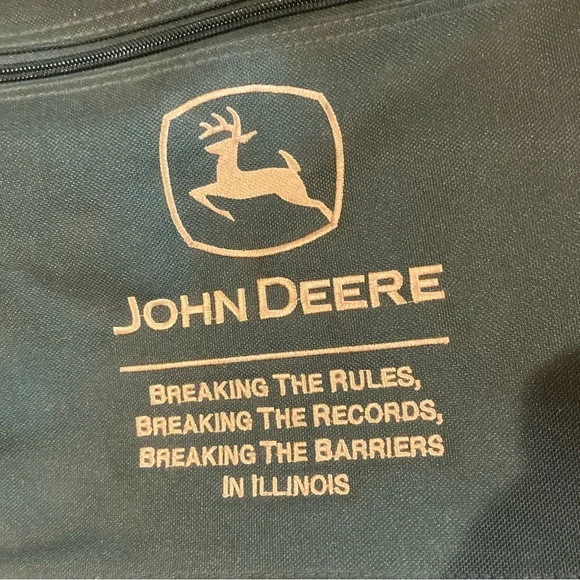 JOHN DEERE
BREAKING THE RULES,
BREAKING THE RECORDS,
BREAKING THE BARRIERS
IN ILLINOIS